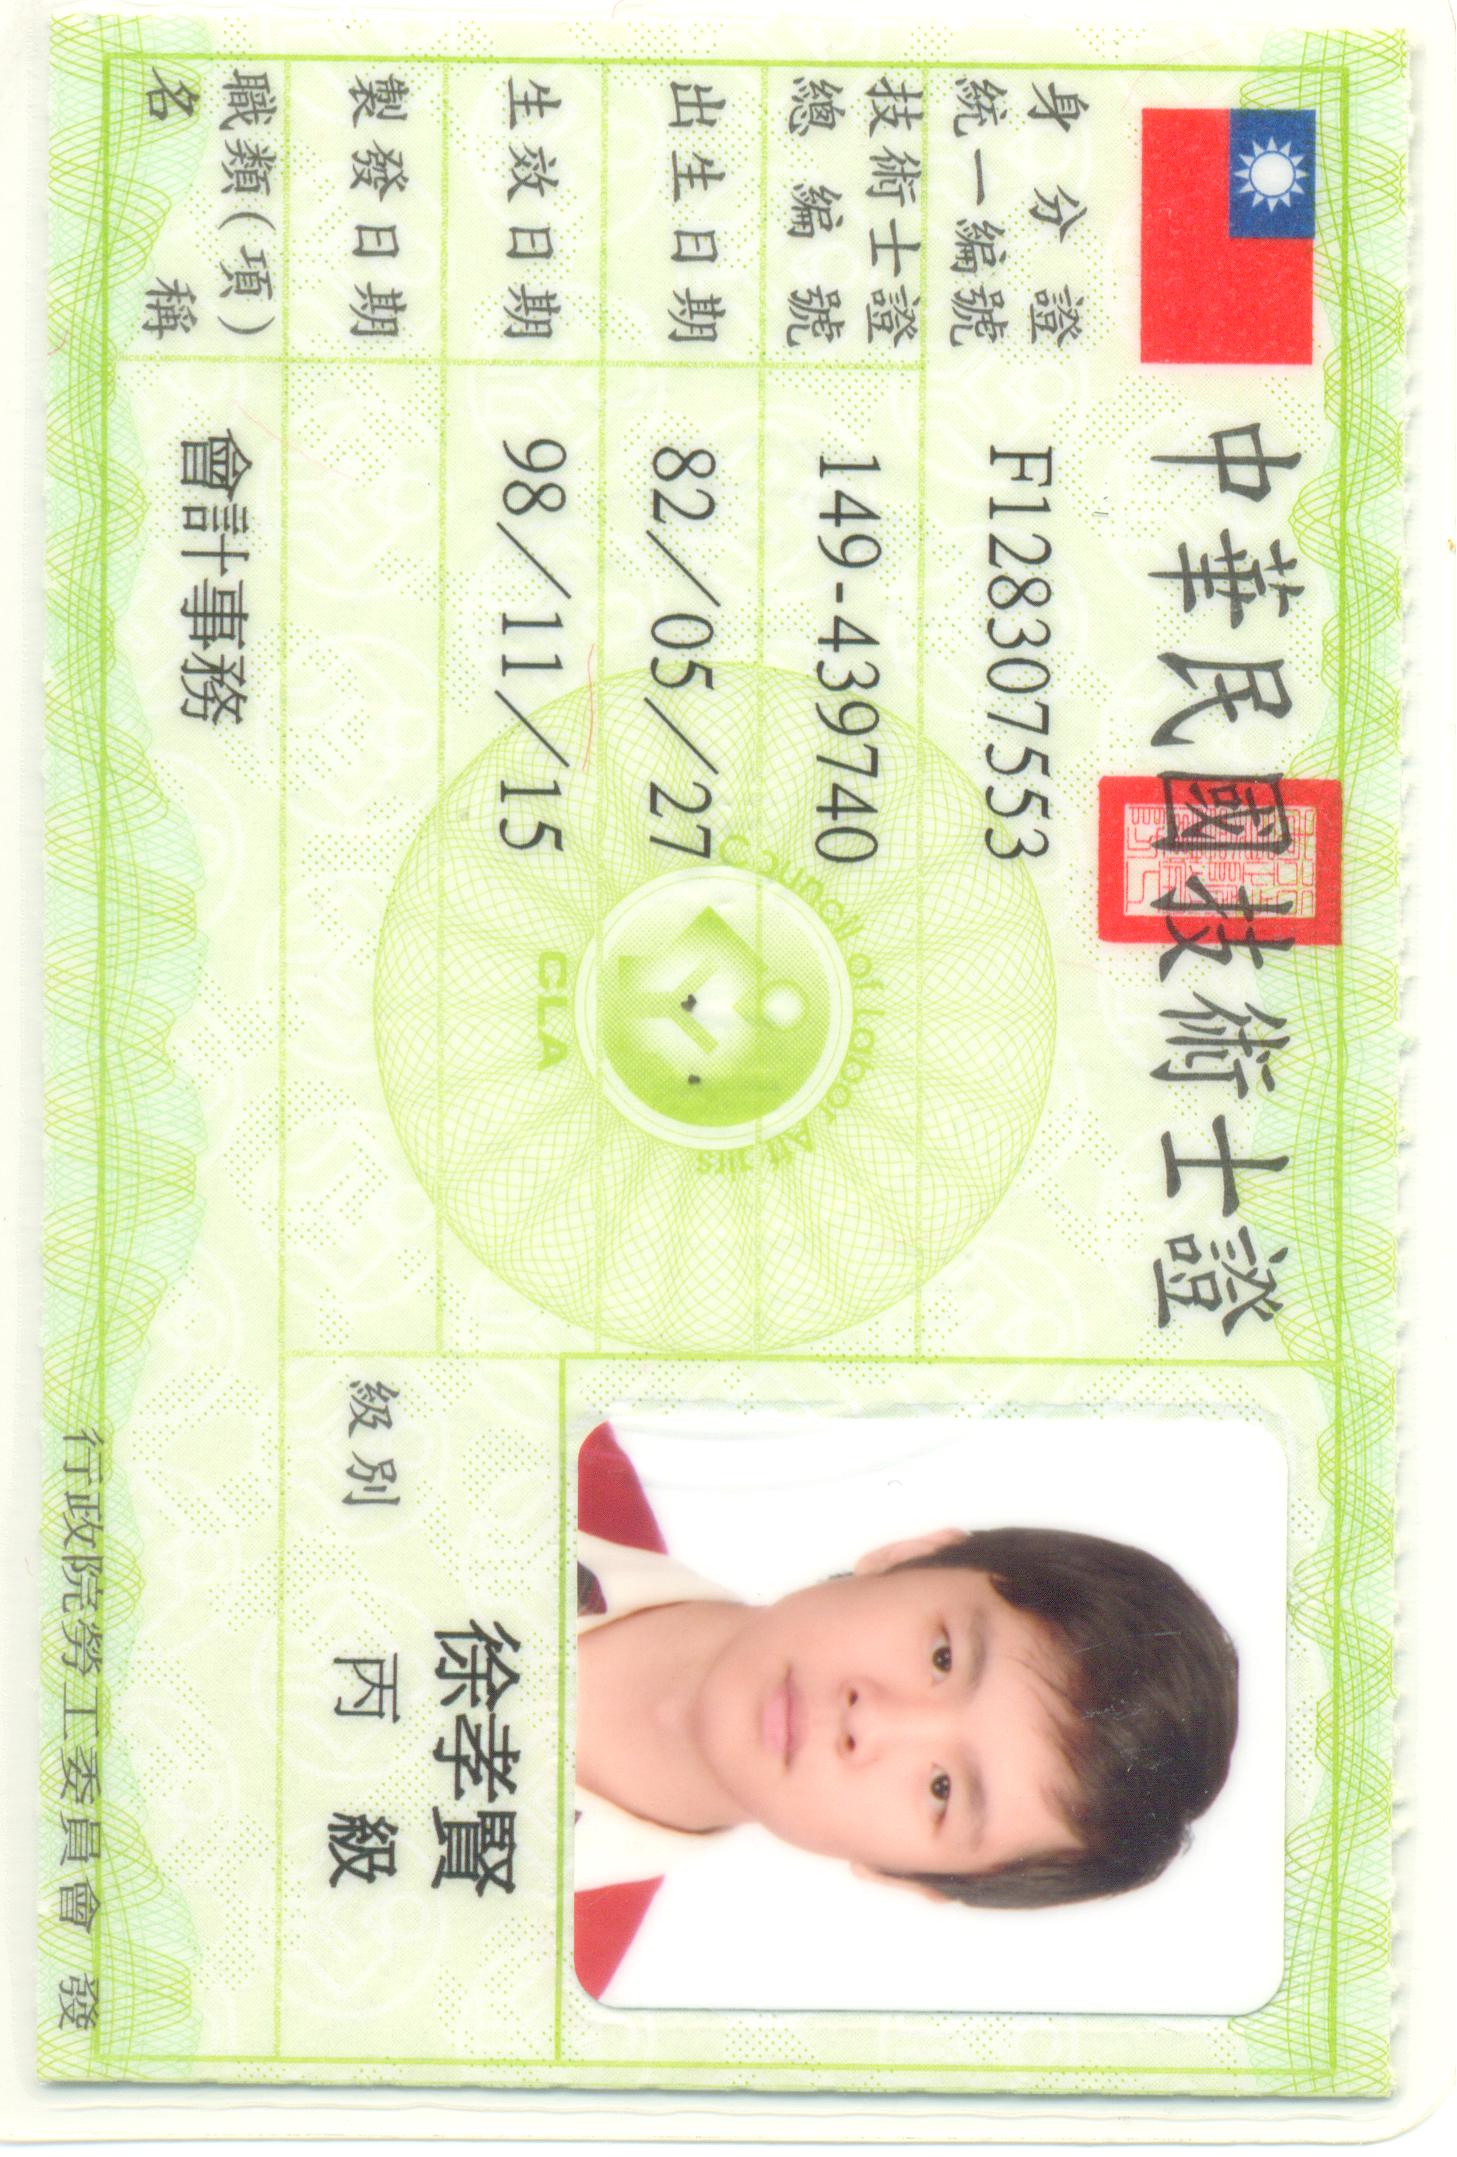 中華民國技術士證
身分證統一編號 F128307553
技術士證總編號 149-439740
Council of Labor Affairs
出生日期 82／05／27
CLA
生效日期 98／11／15
徐孝賢
製發日期
級別 丙 級
職類(項)名稱 會計事務
行政院勞工委員會 發